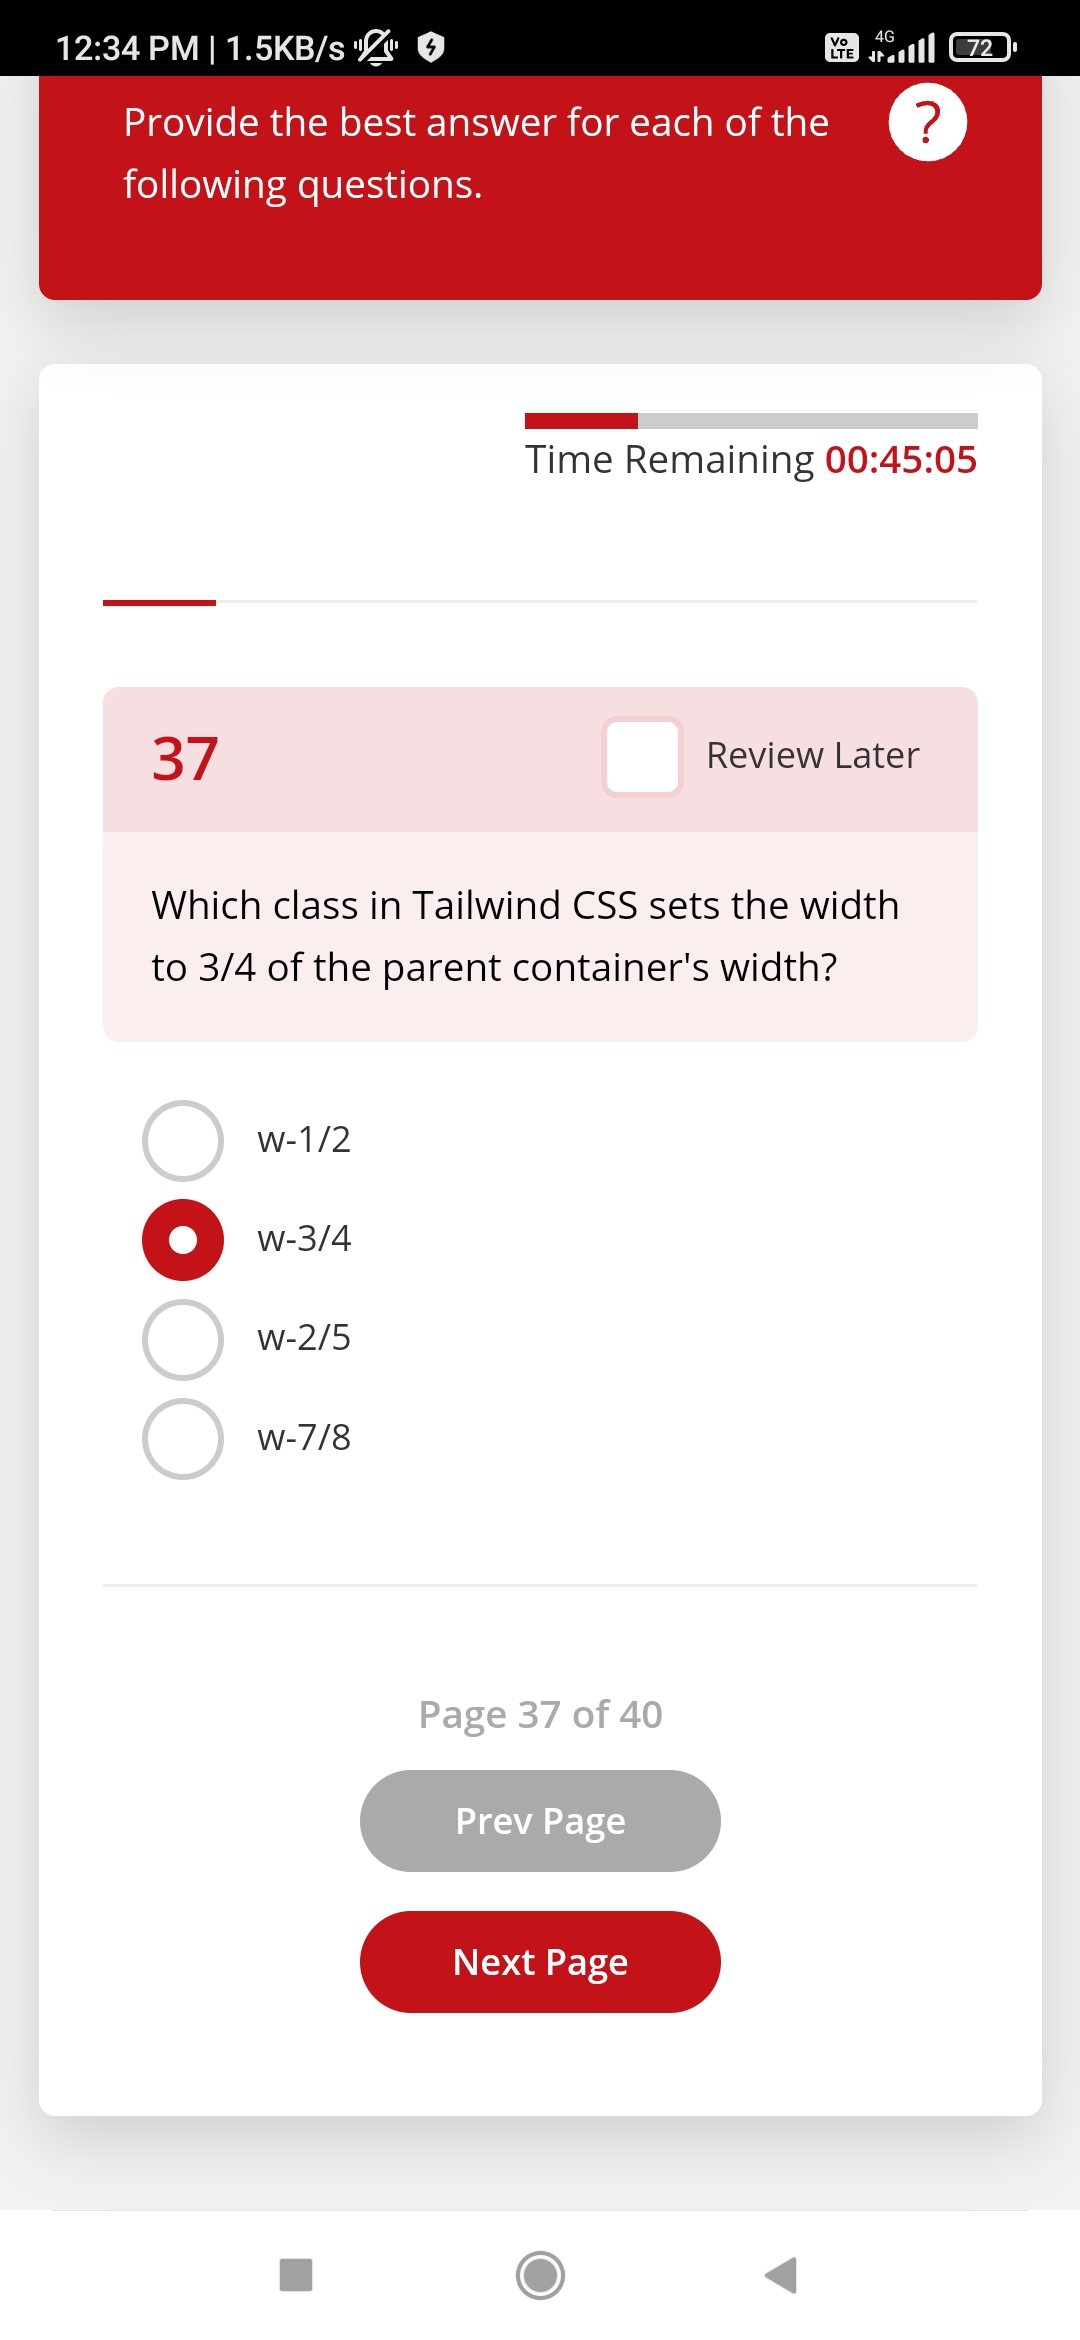 12:34 PM | 1.5KB/s
Vo LTE 4G 72
Provide the best answer for each of the
following questions.
?
Time Remaining 00:45:05
37
Review Later
Which class in Tailwind CSS sets the width
to 3/4 of the parent container's width?
w-1/2
w-3/4
w-2/5
w-7/8
Page 37 of 40
Prev Page
Next Page